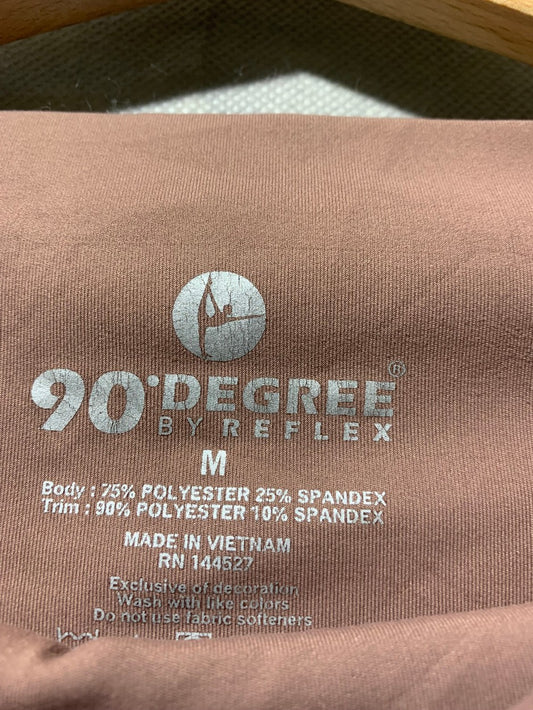 90°DEGREE®
BY REFLEX
M
Body : 75% POLYESTER 25% SPANDEX
Trim : 90% POLYESTER 10% SPANDEX
MADE IN VIETNAM
RN 144527
Exclusive of decoration
Wash with like colors
Do not use fabric softeners